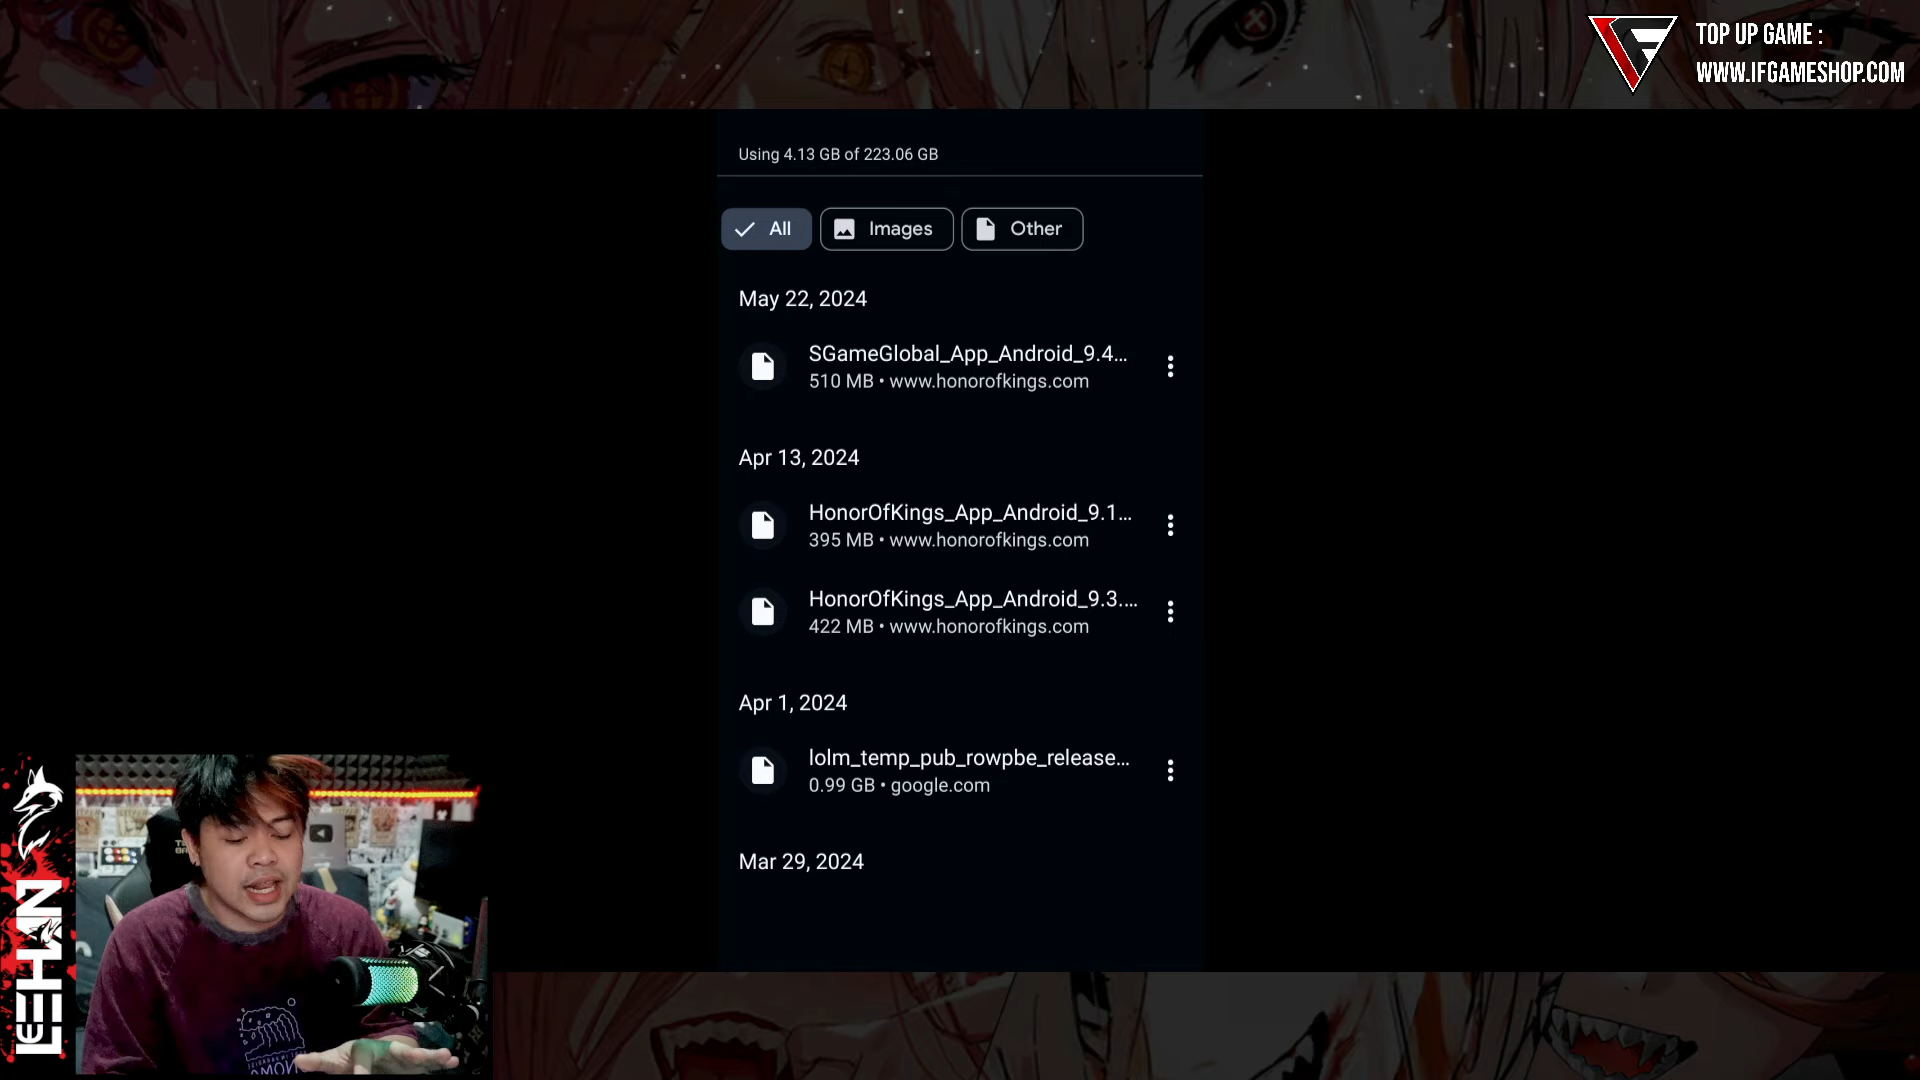 TOP UP GAME :
WWW.IFGAMESHOP.COM
Using 4.13 GB of 223.06 GB
All
Images
Other
May 22, 2024
SGameGlobal_App_Android_9.4...
510 MB • www.honorofkings.com
Apr 13, 2024
HonorOfKings_App_Android_9.1...
395 MB • www.honorofkings.com
HonorOfKings_App_Android_9.3....
422 MB • www.honorofkings.com
Apr 1, 2024
lolm_temp_pub_rowpbe_release...
0.99 GB • google.com
Mar 29, 2024
LEHAN